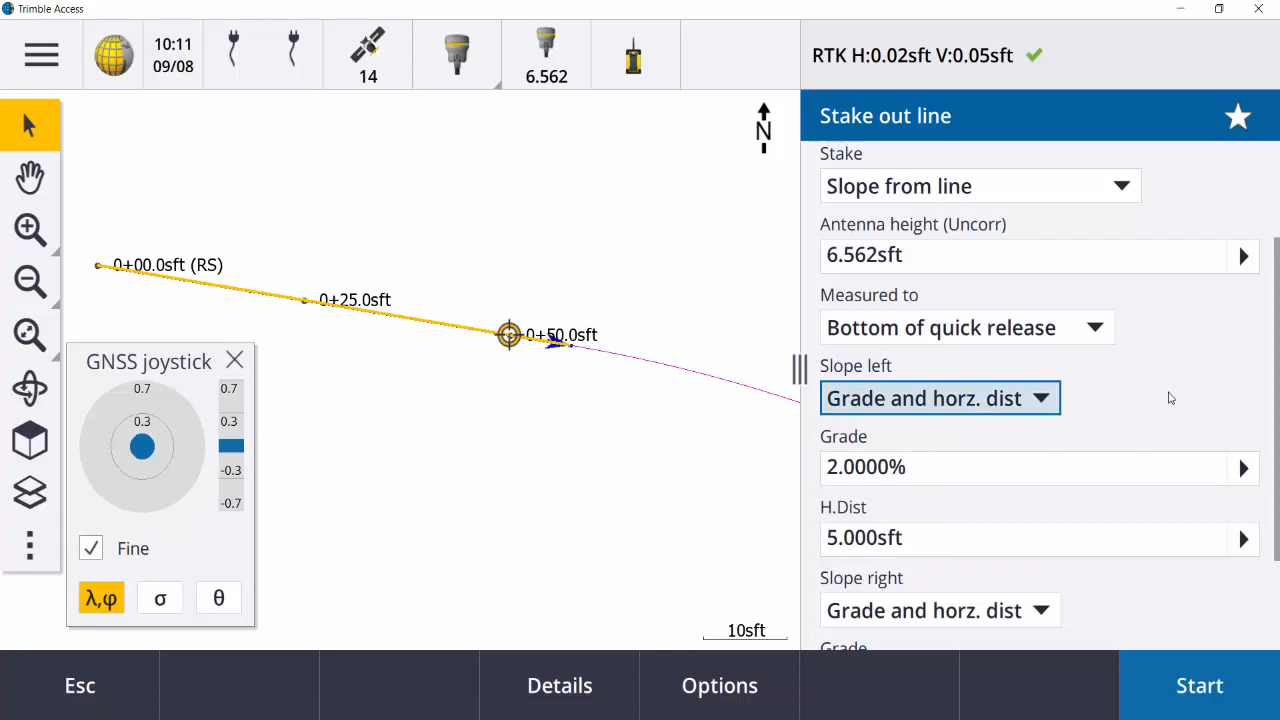 Trimble Access
10:11
09/08
14
6.562
RTK H:0.02sft V:0.05sft
Stake out line
N
Stake
Slope from line
Antenna height (Uncorr)
6.562sft
Measured to
Bottom of quick release
Slope left
Grade and horz. dist
Grade
2.0000%
H.Dist
5.000sft
Slope right
Grade and horz. dist
Grade
0+00.0sft (RS)
0+25.0sft
0+50.0sft
GNSS joystick
0.7
0.3
0.7
0.3
-0.3
-0.7
Fine
λ,φ
σ
θ
10sft
Esc
Details
Options
Start